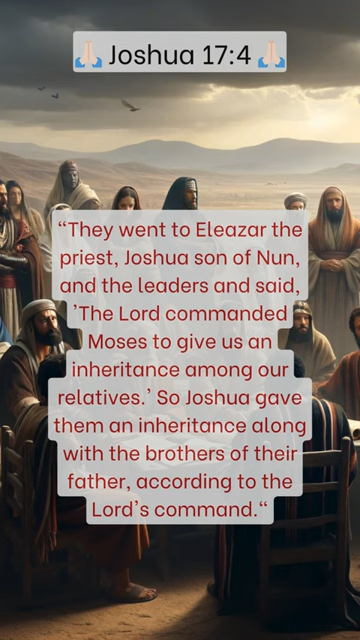 🙏🏻 Joshua 17:4 🙏🏻
“They went to Eleazar the
priest, Joshua son of Nun,
and the leaders and said,
'The Lord commanded
Moses to give us an
inheritance among our
relatives.' So Joshua gave
them an inheritance along
with the brothers of their
father, according to the
Lord's command.“